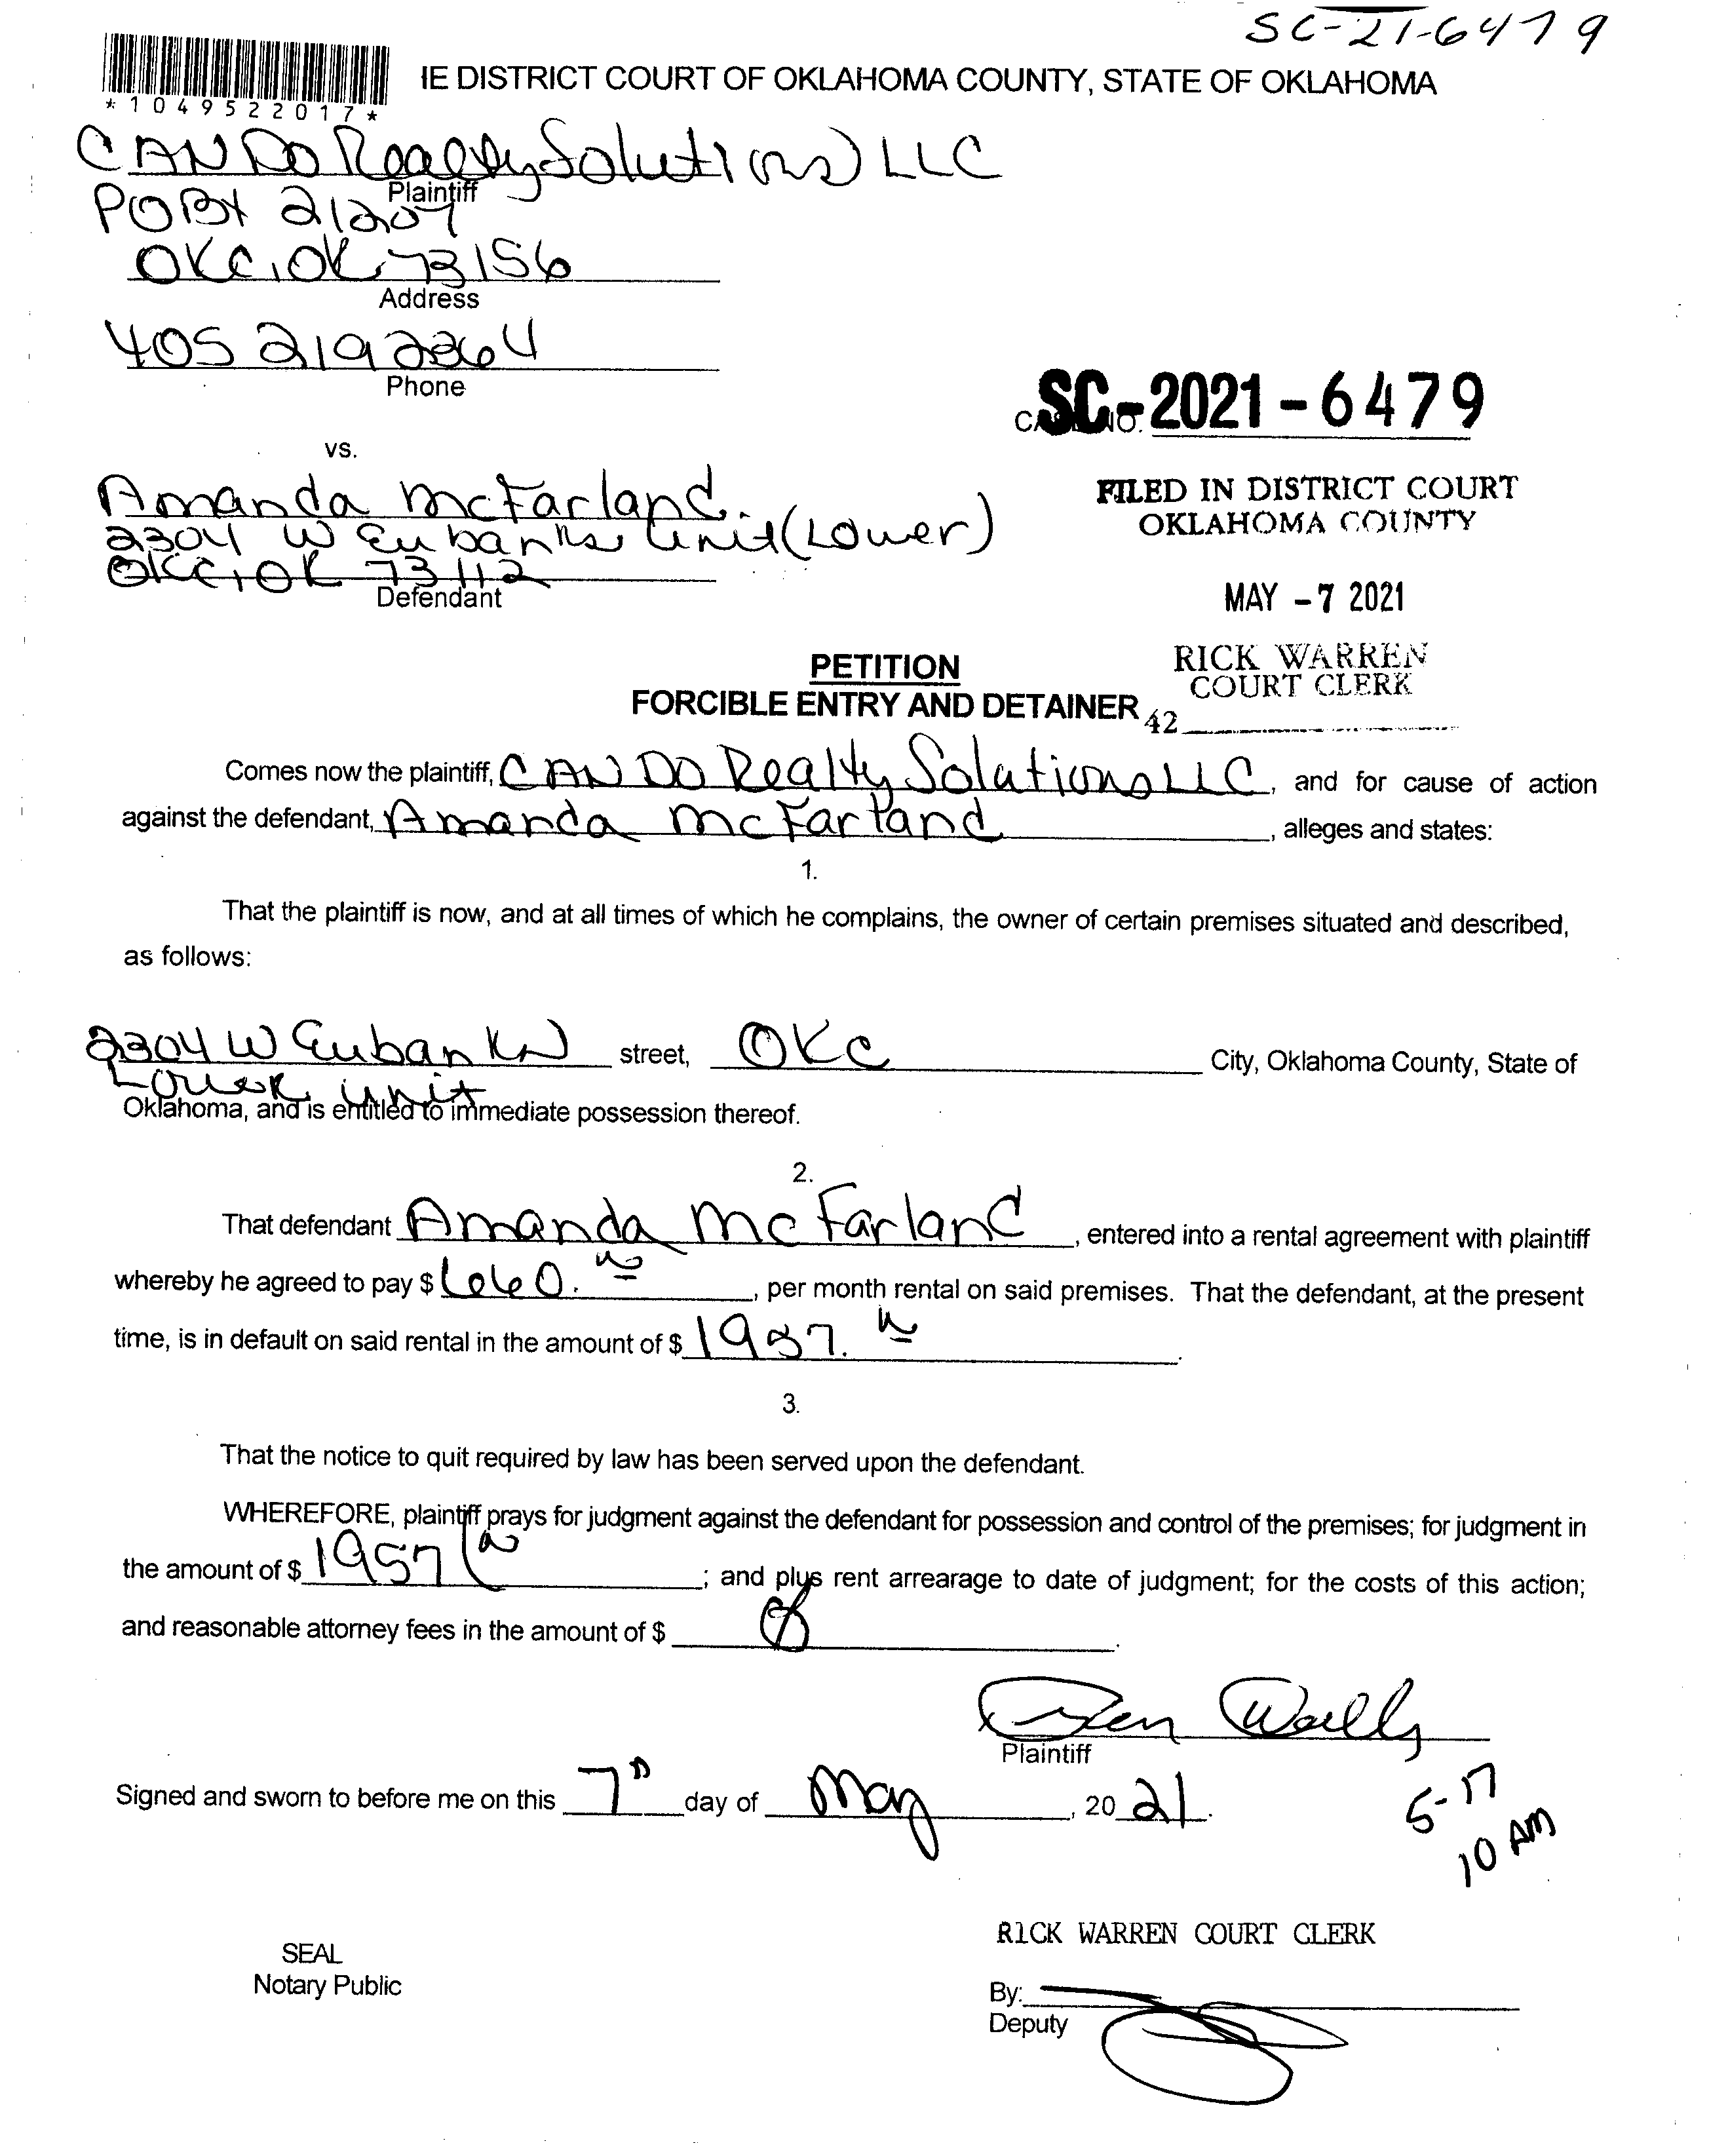 SC-21-6479
*1049522017*
IE DISTRICT COURT OF OKLAHOMA COUNTY, STATE OF OKLAHOMA
CAN DO Realty Solutions LLC
Plaintiff
PO BX 21207
OKC, OK 73156
Address
405 219 2264
Phone
SC-2021-6479
NO.
vs.
Amanda McFarland
2304 W Eubanks Unit (Lower)
OKC, OK 73112
Defendant
FILED IN DISTRICT COURT
OKLAHOMA COUNTY
MAY -7 2021
RICK WARREN
COURT CLERK
42
PETITION
FORCIBLE ENTRY AND DETAINER
Comes now the plaintiff, CAN DO Realty Solutions LLC, and for cause of action
against the defendant, Amanda McFarland, alleges and states:
1.
That the plaintiff is now, and at all times of which he complains, the owner of certain premises situated and described,
as follows:
2304 W Eubanks street, OKC City, Oklahoma County, State of
Lower unit
Oklahoma, and is entitled to immediate possession thereof.
2.
That defendant Amanda McFarland, entered into a rental agreement with plaintiff
whereby he agreed to pay $ 660. , per month rental on said premises. That the defendant, at the present
time, is in default on said rental in the amount of $ 1957. .
3.
That the notice to quit required by law has been served upon the defendant.
WHEREFORE, plaintiff prays for judgment against the defendant for possession and control of the premises; for judgment in
the amount of $ 1957 ; and plus rent arrearage to date of judgment; for the costs of this action;
and reasonable attorney fees in the amount of $ .
Plaintiff
Signed and sworn to before me on this 7th day of May, 20 21.
5-17
10 AM
RICK WARREN COURT CLERK
SEAL
Notary Public
By:
Deputy